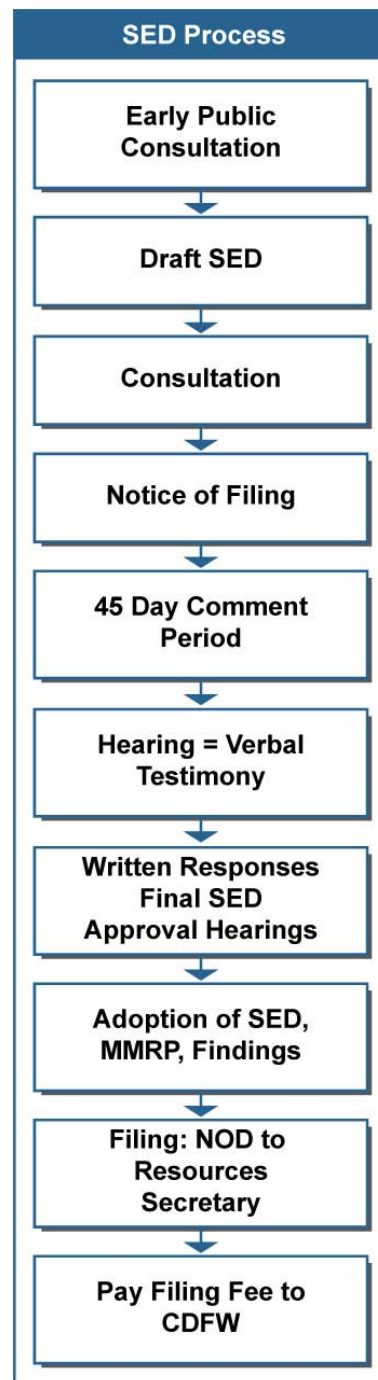 SED Process
Early Public
Consultation
Draft SED
Consultation
Notice of Filing
45 Day Comment
Period
Hearing = Verbal
Testimony
Written Responses
Final SED
Approval Hearings
Adoption of SED,
MMRP, Findings
Filing: NOD to
Resources
Secretary
Pay Filing Fee to
CDFW